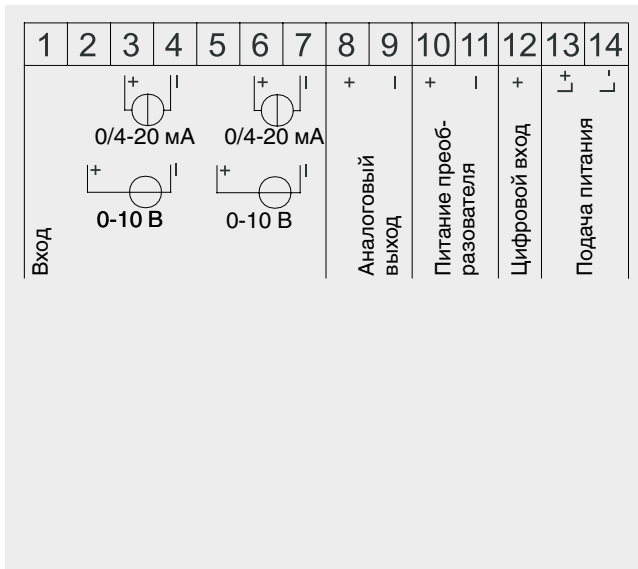 1 2 3 4 5 6 7 8 9 10 11 12 13 14
+ − + − + − + − + L+ L-
0/4-20 мА 0/4-20 мА
+ − + −
0-10 В 0-10 В
Вход
Аналоговый
выход
Питание преоб-
разователя
Цифровой вход
Подача питания